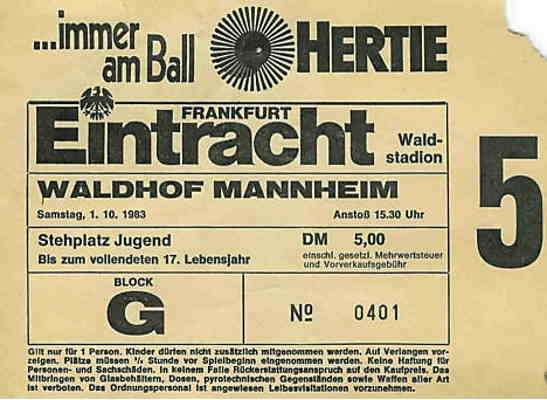 ...immer
am Ball
HERTIE
Eintracht
FRANKFURT
Wald-
stadion
WALDHOF MANNHEIM
Samstag, 1. 10. 1983 Anstoß 15.30 Uhr
Stehplatz Jugend DM 5,00
Bis zum vollendeten 17. Lebensjahr
einschl. gesetzl. Mehrwertsteuer
und Vorverkaufsgebühr
BLOCK
G
Nº 0401
5
Gilt nur für 1 Person. Kinder dürfen nicht zusätzlich mitgenommen werden. Auf Verlangen vor-
zeigen. Plätze müssen ¼ Stunde vor Spielbeginn eingenommen werden. Keine Haftung für
Personen- und Sachschäden. In keinem Falle Rückerstattungsanspruch auf den Kaufpreis. Das
Mitbringen von Glasbehältern, Dosen, pyrotechnischen Gegenständen sowie Waffen aller Art
ist verboten. Das Ordnungspersonal ist angewiesen Leibesvisitationen vorzunehmen.